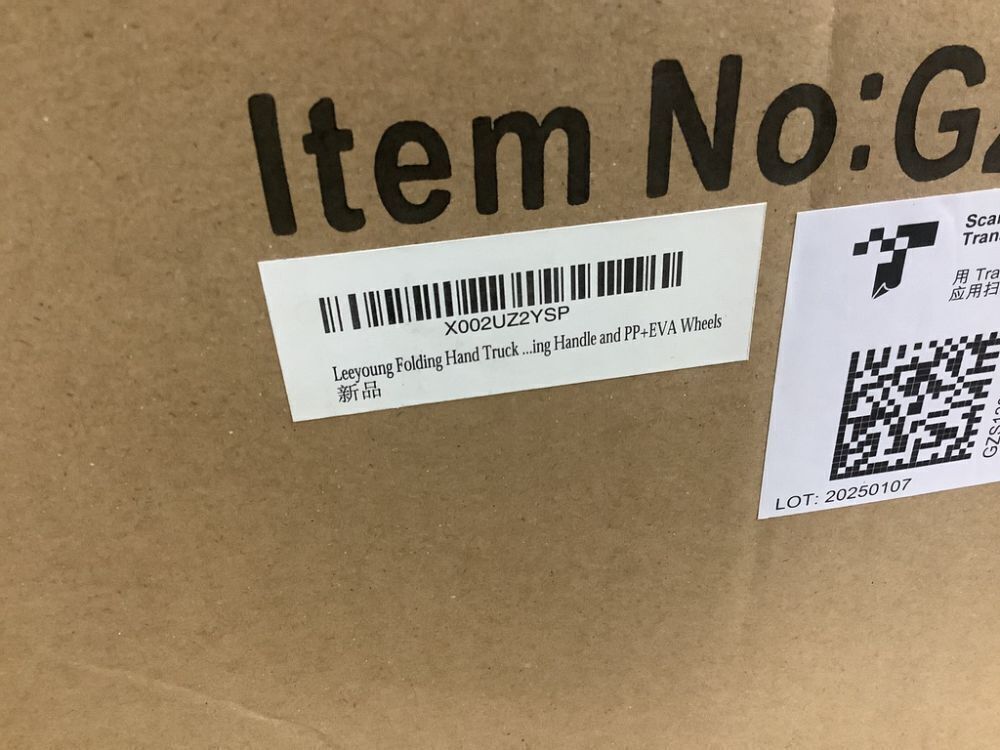 Item No:G
X002UZ2YSP
Leeyoung Folding Hand Truck ...ing Handle and PP+EVA Wheels
新品
用
应用扫
LOT: 20250107